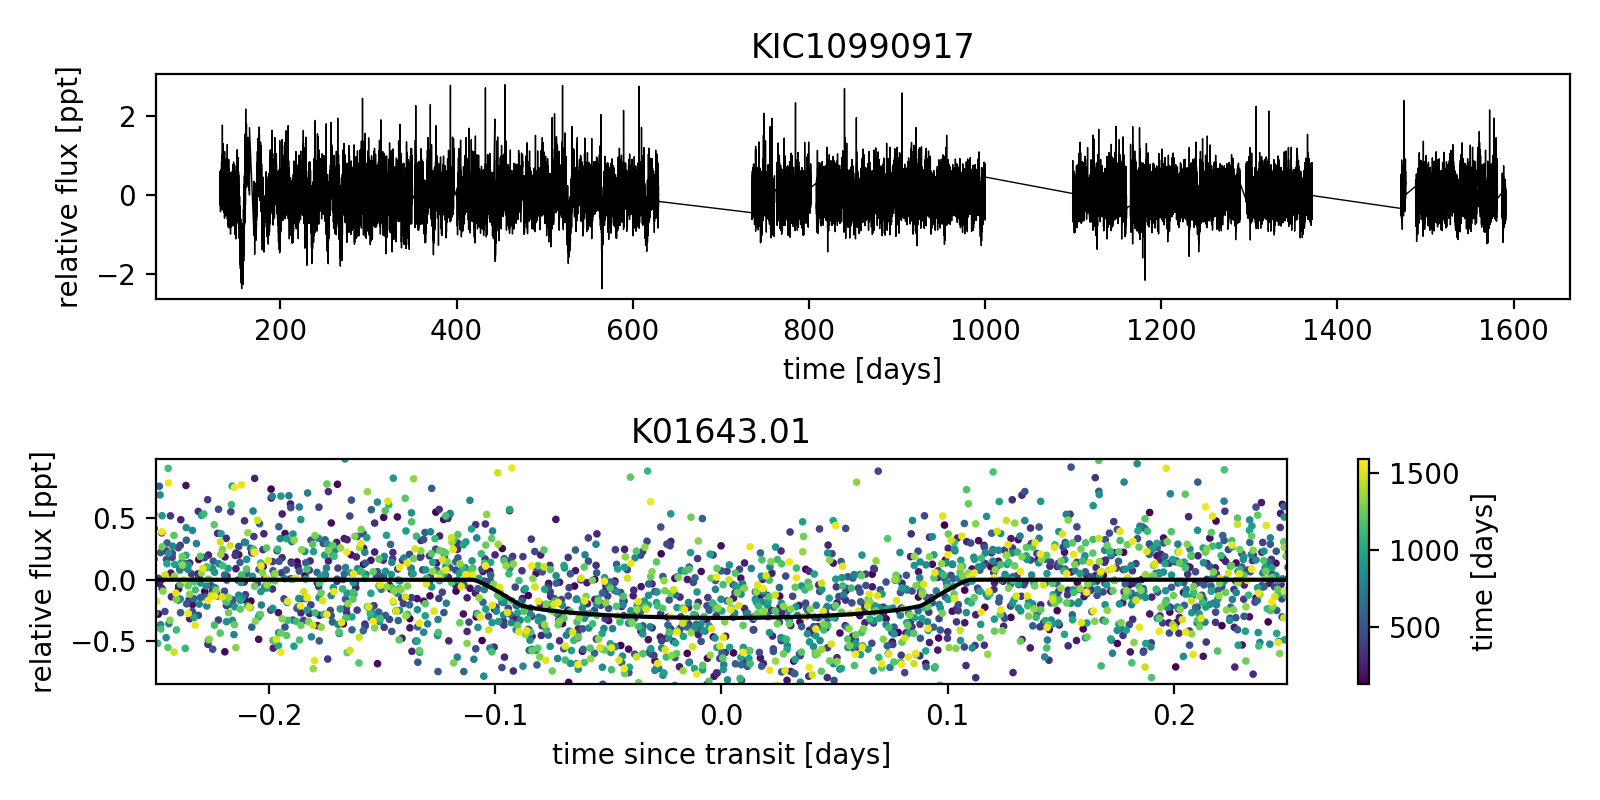 KIC10990917
relative flux [ppt]
2
0
−2
200 400 600 800 1000 1200 1400 1600
time [days]
K01643.01
relative flux [ppt]
0.5
0.0
−0.5
−0.2 −0.1 0.0 0.1 0.2
time since transit [days]
1500
1000
500
time [days]